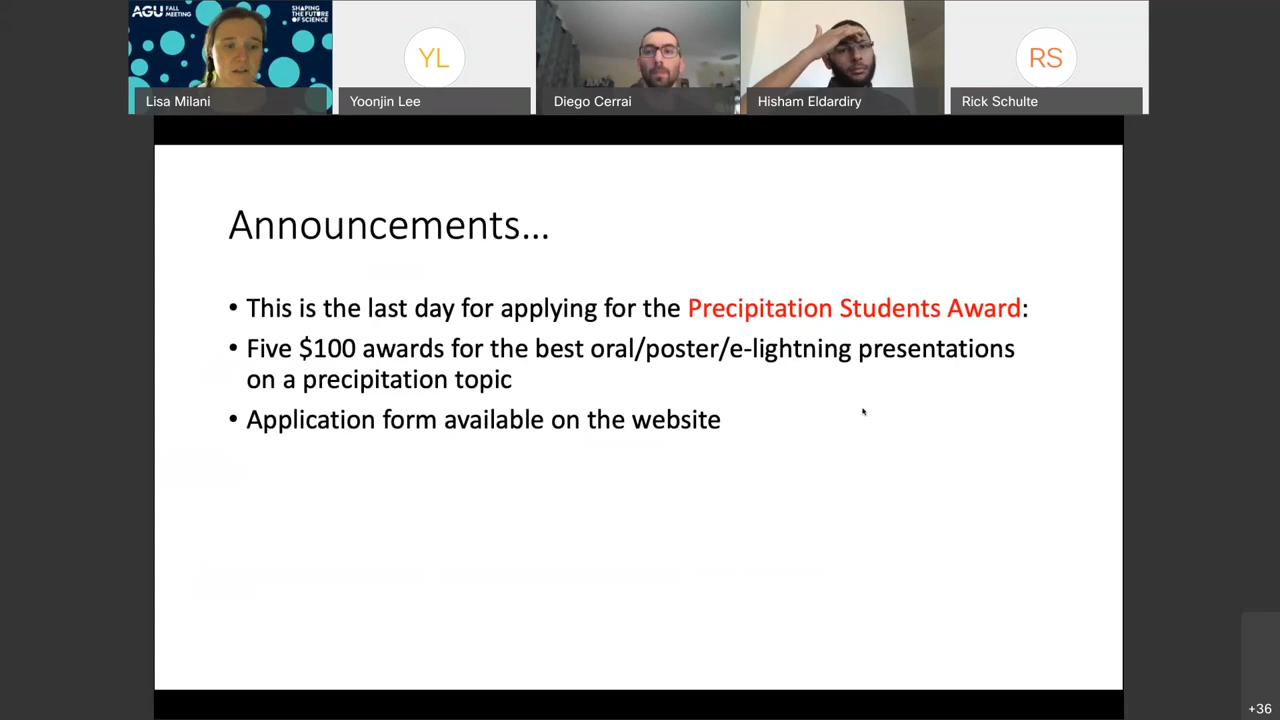 AGU FALL MEETING
SHAPING THE FUTURE OF SCIENCE
YL
RS
Lisa Milani
Yoonjin Lee
Diego Cerrai
Hisham Eldardiry
Rick Schulte
Announcements...
• This is the last day for applying for the Precipitation Students Award:
• Five $100 awards for the best oral/poster/e-lightning presentations
on a precipitation topic
• Application form available on the website
+36